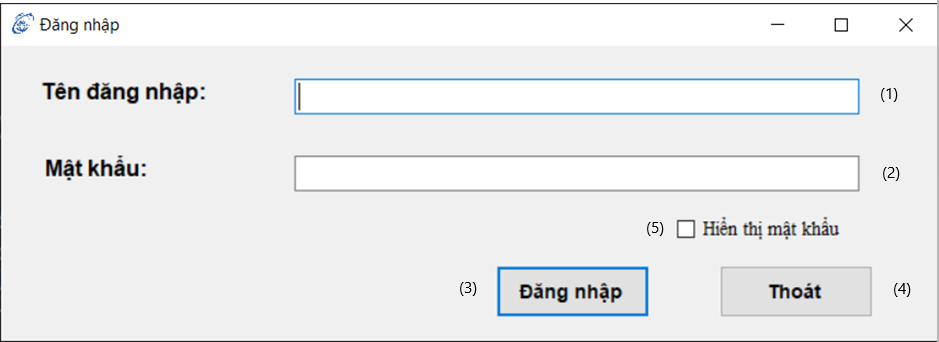 Đăng nhập
Tên đăng nhập: (1)
Mật khẩu: (2)
(5) Hiển thị mật khẩu
(3) Đăng nhập Thoát (4)